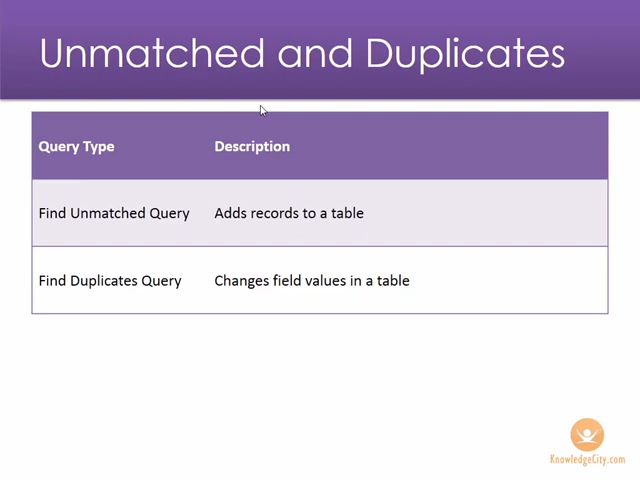 Unmatched and Duplicates
Query Type Description
Find Unmatched Query Adds records to a table
Find Duplicates Query Changes field values in a table
KnowledgeCity.com